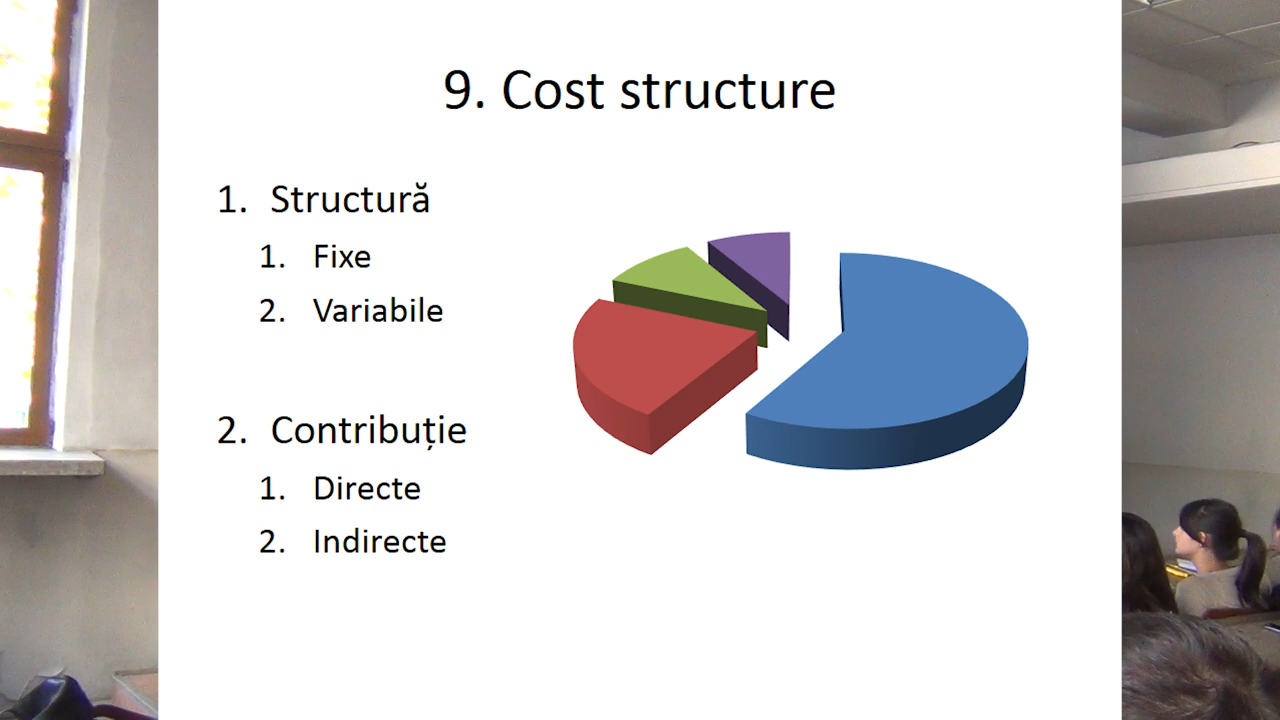 9. Cost structure
1. Structură
1. Fixe
2. Variabile
2. Contribuție
1. Directe
2. Indirecte